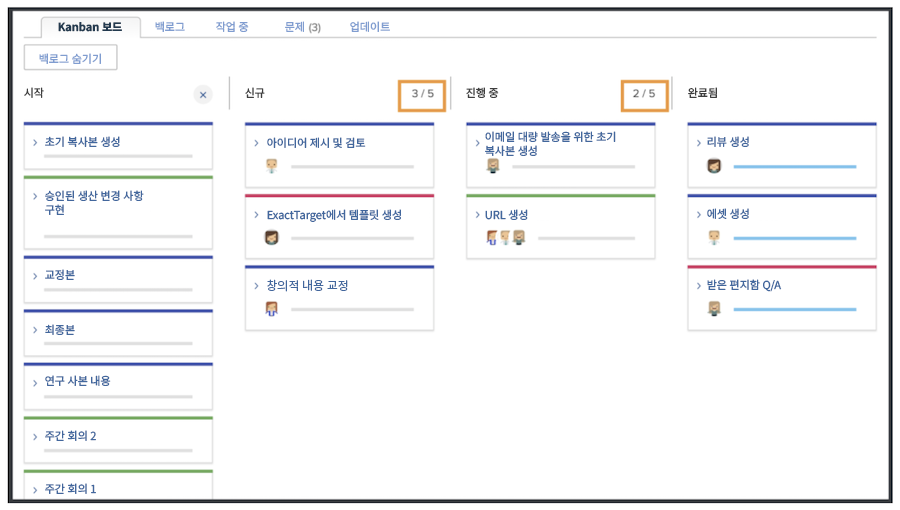 Kanban 보드
백로그
작업 중
문제 (3)
업데이트
백로그 숨기기
시작
초기 복사본 생성
승인된 생산 변경 사항
구현
교정본
최종본
연구 사본 내용
주간 회의 2
주간 회의 1
신규
3 / 5
아이디어 제시 및 검토
ExactTarget에서 템플릿 생성
창의적 내용 교정
진행 중
2 / 5
이메일 대량 발송을 위한 초기
복사본 생성
URL 생성
완료됨
리뷰 생성
에셋 생성
받은 편지함 Q/A